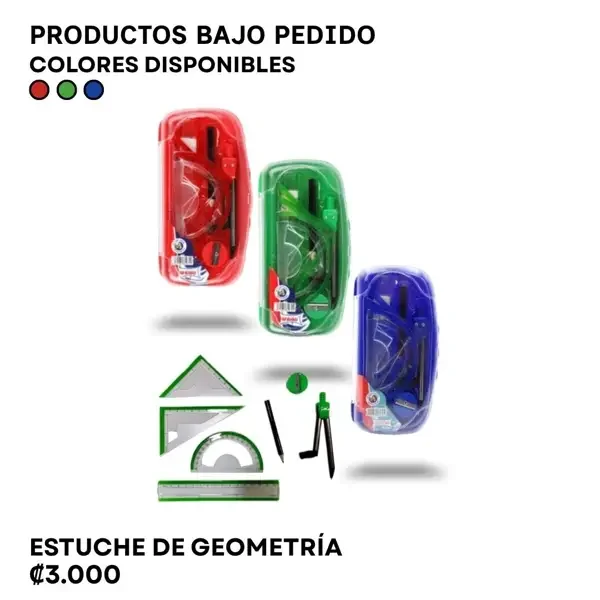 PRODUCTOS BAJO PEDIDO
COLORES DISPONIBLES
ESTUCHE DE GEOMETRÍA
₡3.000